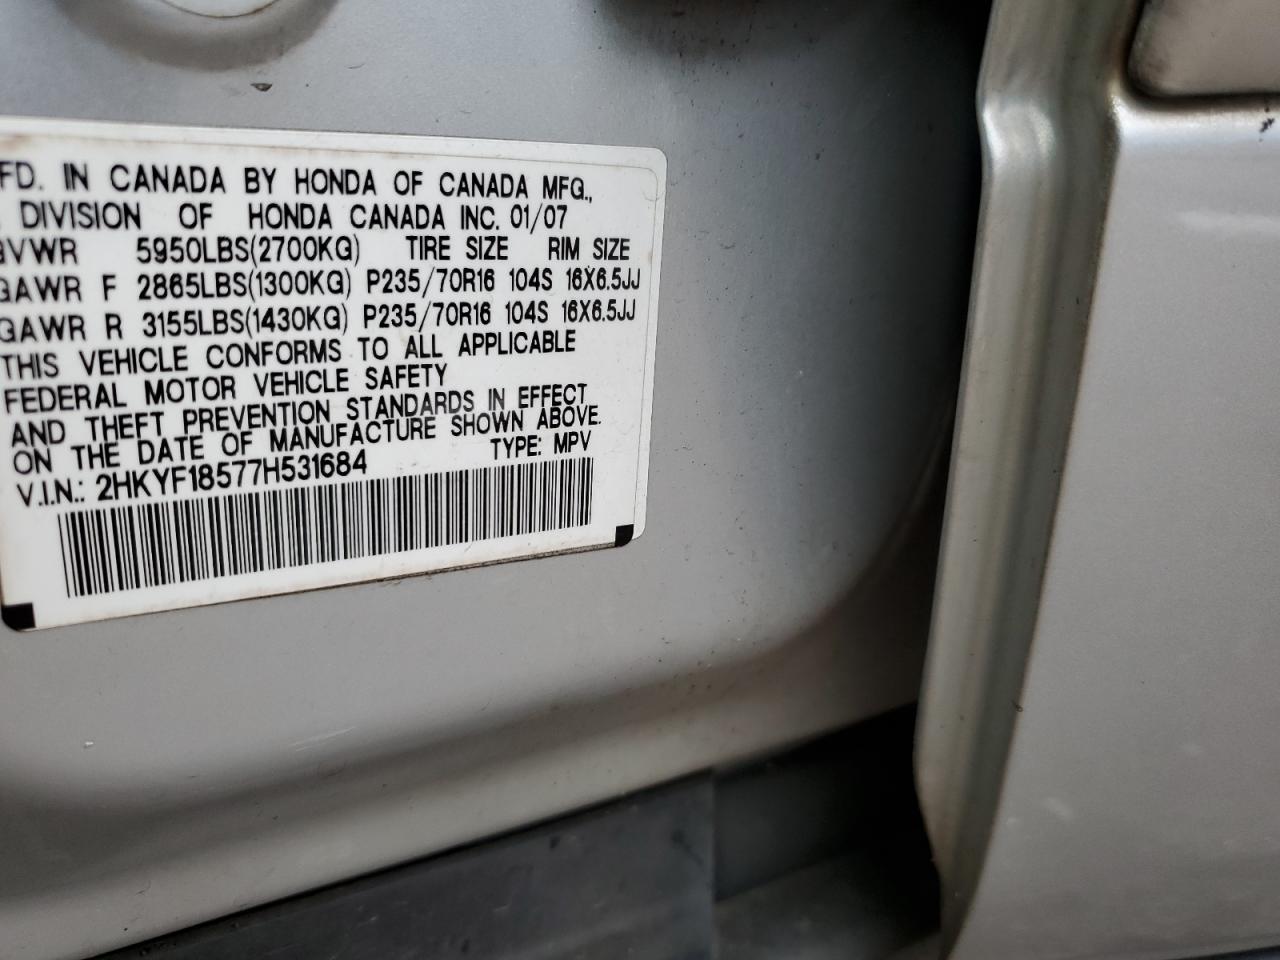 FD. IN CANADA BY HONDA OF CANADA MFG.,
DIVISION OF HONDA CANADA INC. 01/07
GVWR 5950LBS(2700KG) TIRE SIZE RIM SIZE
GAWR F 2865LBS(1300KG) P235/70R16 104S 16X6.5JJ
GAWR R 3155LBS(1430KG) P235/70R16 104S 16X6.5JJ
THIS VEHICLE CONFORMS TO ALL APPLICABLE
FEDERAL MOTOR VEHICLE SAFETY
AND THEFT PREVENTION STANDARDS IN EFFECT
ON THE DATE OF MANUFACTURE SHOWN ABOVE.
V.I.N.: 2HKYF18577H531684 TYPE: MPV